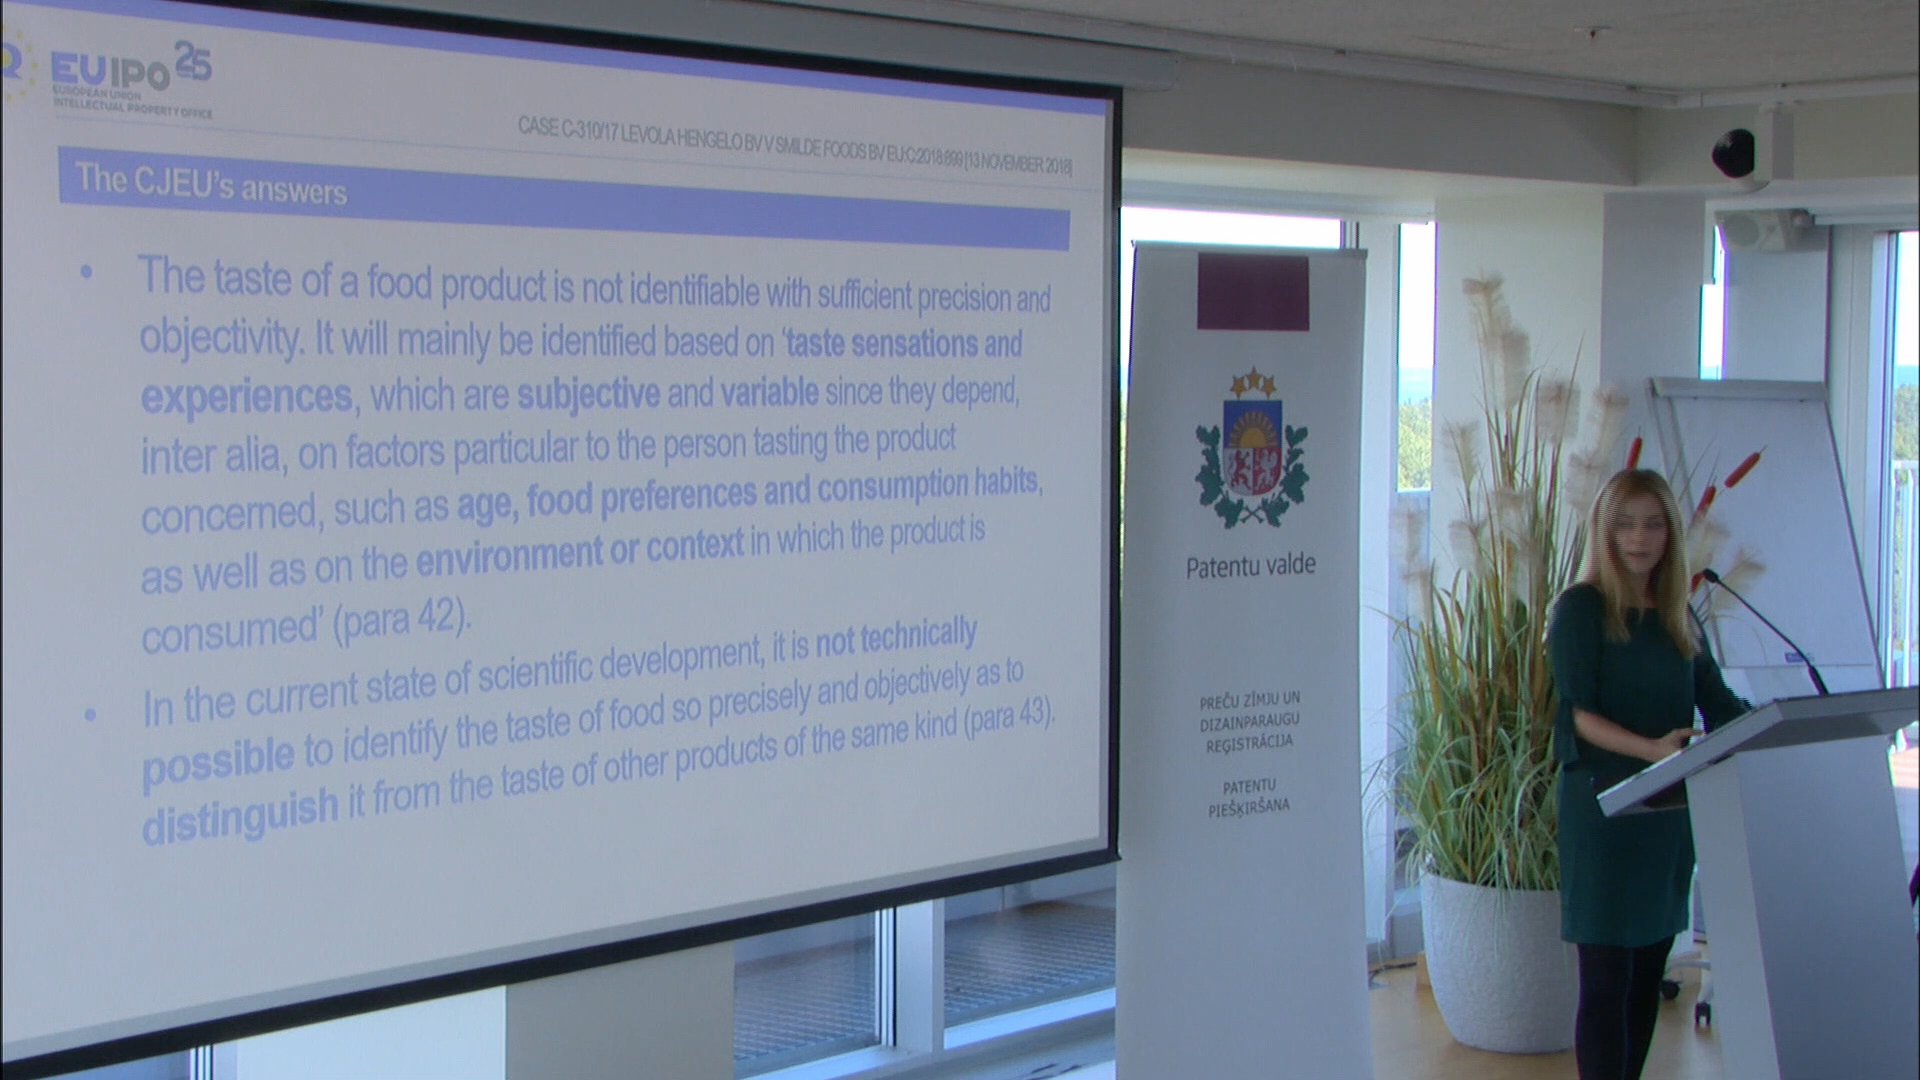 EUIPO 25
EUROPEAN UNION
INTELLECTUAL PROPERTY OFFICE
CASE C-310/17 LEVOLA HENGELO BV V SMILDE FOODS BV EU:C:2018:899 [13 NOVEMBER 2018]
The CJEU's answers
• The taste of a food product is not identifiable with sufficient precision and
objectivity. It will mainly be identified based on 'taste sensations and
experiences, which are subjective and variable since they depend,
inter alia, on factors particular to the person tasting the product
concerned, such as age, food preferences and consumption habits,
as well as on the environment or context in which the product is
consumed' (para 42).
• In the current state of scientific development, it is not technically
possible to identify the taste of food so precisely and objectively as to
distinguish it from the taste of other products of the same kind (para 43).
Patentu valde
PREČU ZĪMJU UN
DIZAINPARAUGU
REĢISTRĀCIJA
PATENTU
PIEŠĶIRŠANA